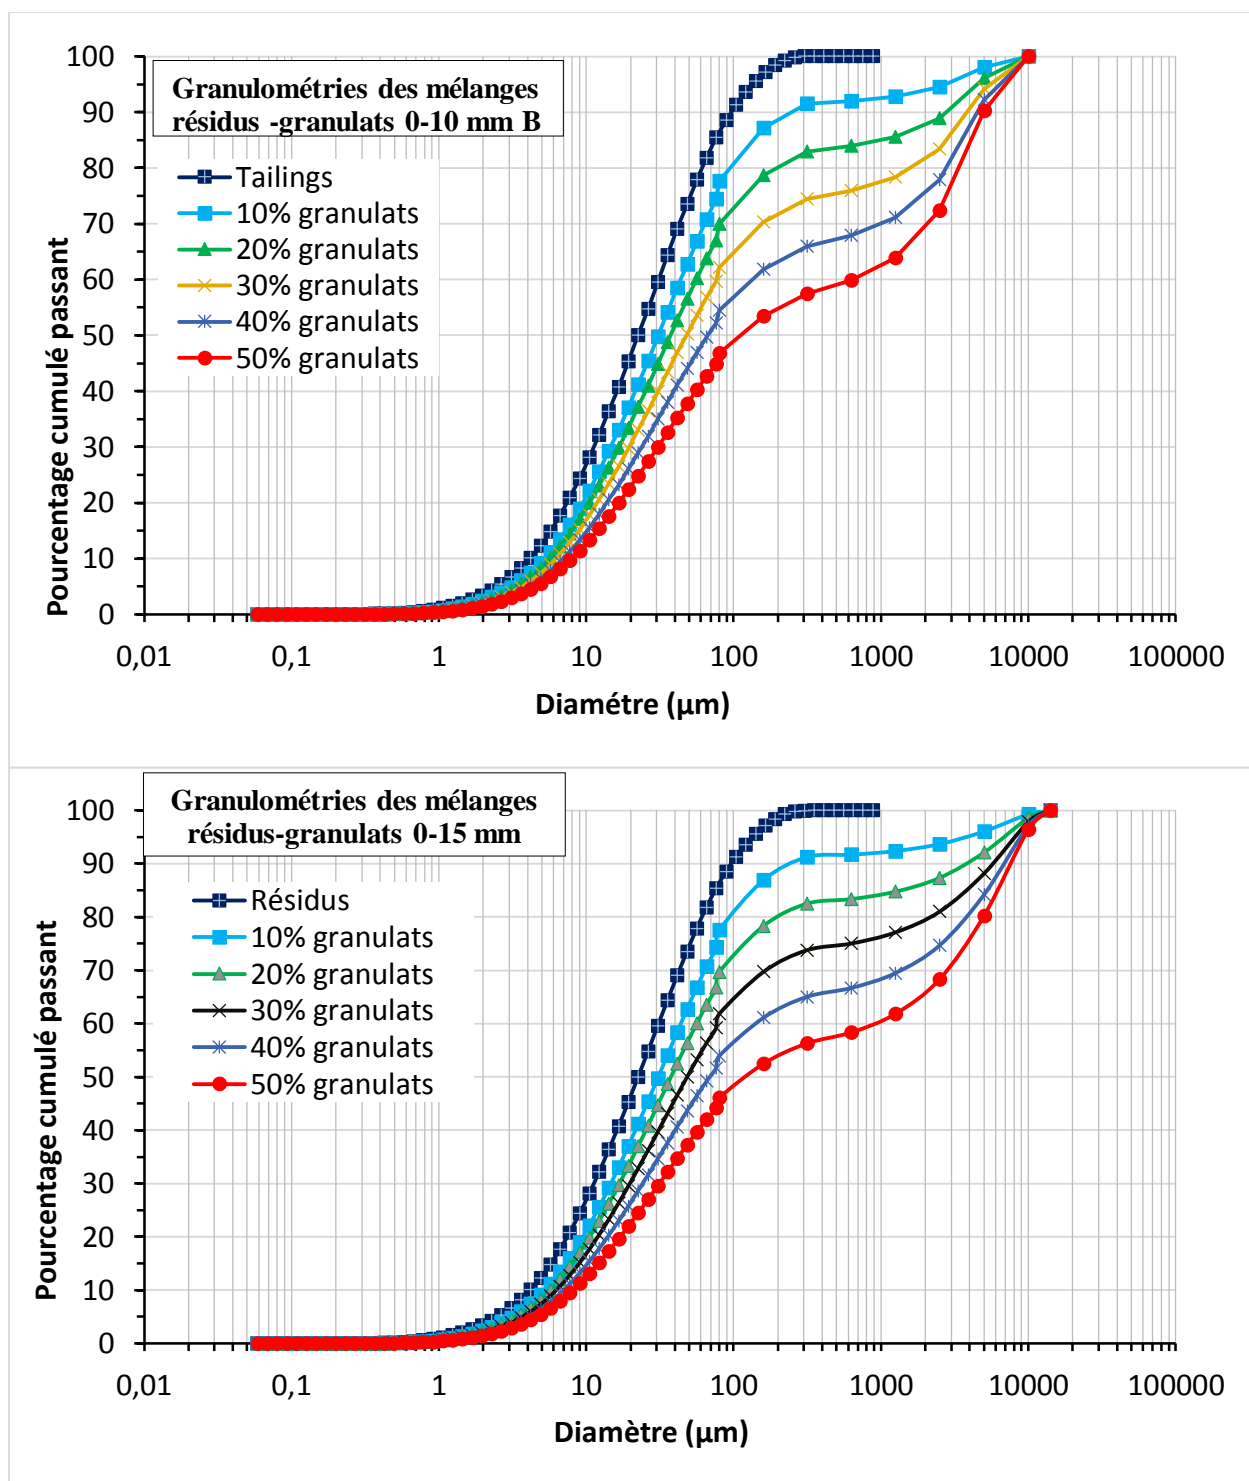 Granulométries des mélanges
résidus -granulats 0-10 mm B
Tailings
10% granulats
20% granulats
30% granulats
40% granulats
50% granulats
Pourcentage cumulé passant
100
90
80
70
60
50
40
30
20
10
0
0,01 0,1 1 10 100 1000 10000 100000
Diamétre (µm)
Granulométries des mélanges
résidus-granulats 0-15 mm
Résidus
10% granulats
20% granulats
30% granulats
40% granulats
50% granulats
Pourcentage cumulé passant
100
90
80
70
60
50
40
30
20
10
0
0,01 0,1 1 10 100 1000 10000 100000
Diamètre (µm)